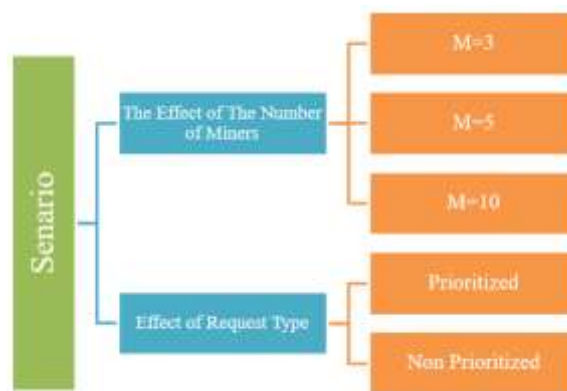 Senario
The Effect of The Number
of Miners
M=3
M=5
M=10
Effect of Request Type
Prioritized
Non Prioritized